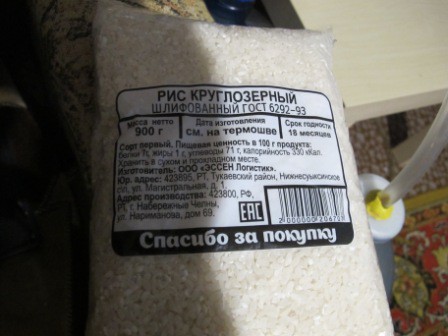 РИС КРУГЛОЗЕРНЫЙ
ШЛИФОВАННЫЙ ГОСТ 6292-93
Масса нетто
900 г
Дата изготовления
СМ. на термошве
Срок годности
18 месяцев
Сорт первый. Пищевая ценность в 100 г продукта:
белки 7г, жиры 1 г, углеводы 71 г, калорийность 330 кКал.
Хранить в сухом и прохладном месте.
Изготовитель: ООО «ЭССЕН Логистик».
Юр. адрес: 423895, РТ, Тукаевский район, Нижнесуыксинское
с\п, ул. Магистральная, д. 1
Адрес производства: 423800, РФ,
РТ, г. Набережные Челны,
ул. Нариманова, дом 69.
ЕАС
Спасибо за покупку